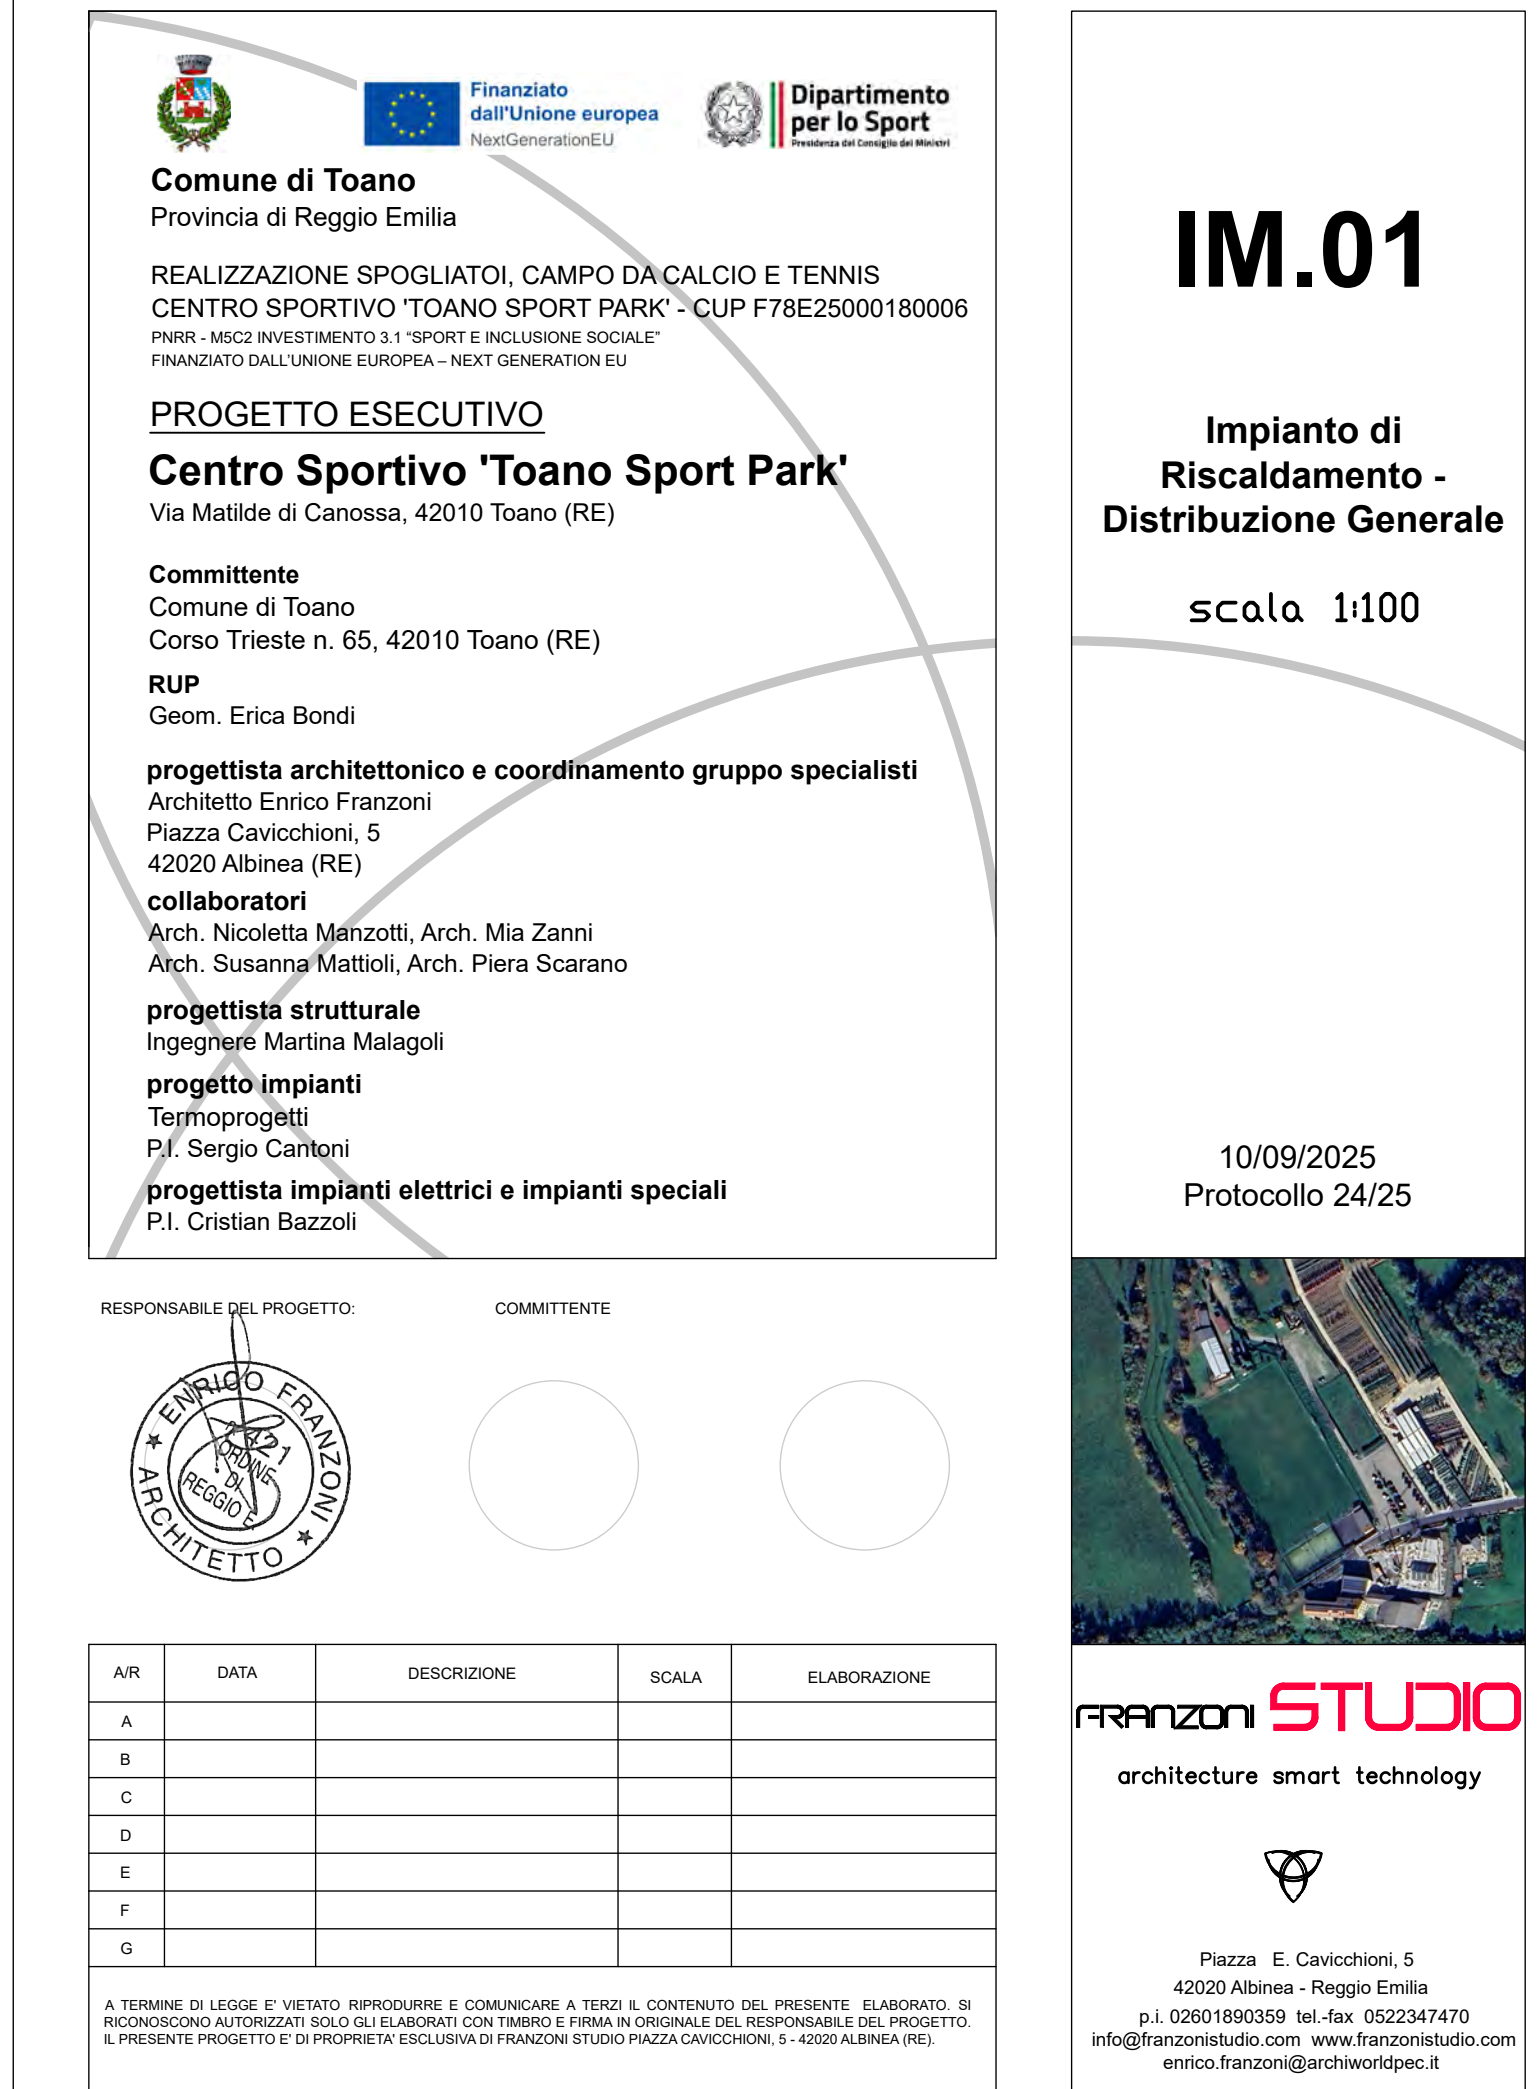 Finanziato
dall'Unione europea
NextGenerationEU
Dipartimento
per lo Sport
Presidenza del Consiglio dei Ministri
Comune di Toano
Provincia di Reggio Emilia
REALIZZAZIONE SPOGLIATOI, CAMPO DA CALCIO E TENNIS
CENTRO SPORTIVO 'TOANO SPORT PARK' - CUP F78E25000180006
PNRR - M5C2 INVESTIMENTO 3.1 “SPORT E INCLUSIONE SOCIALE”
FINANZIATO DALL’UNIONE EUROPEA – NEXT GENERATION EU
PROGETTO ESECUTIVO
Centro Sportivo 'Toano Sport Park'
Via Matilde di Canossa, 42010 Toano (RE)
Committente
Comune di Toano
Corso Trieste n. 65, 42010 Toano (RE)
RUP
Geom. Erica Bondi
progettista architettonico e coordinamento gruppo specialisti
Architetto Enrico Franzoni
Piazza Cavicchioni, 5
42020 Albinea (RE)
collaboratori
Arch. Nicoletta Manzotti, Arch. Mia Zanni
Arch. Susanna Mattioli, Arch. Piera Scarano
progettista strutturale
Ingegnere Martina Malagoli
progetto impianti
Termoprogetti
P.I. Sergio Cantoni
progettista impianti elettrici e impianti speciali
P.I. Cristian Bazzoli
RESPONSABILE DEL PROGETTO:
COMMITTENTE
ENRICO FRANZONI
ARCHITETTO
421
ORDINE
DI
REGGIO E
A/R DATA DESCRIZIONE SCALA ELABORAZIONE
A
B
C
D
E
F
G
A TERMINE DI LEGGE E' VIETATO RIPRODURRE E COMUNICARE A TERZI IL CONTENUTO DEL PRESENTE ELABORATO. SI
RICONOSCONO AUTORIZZATI SOLO GLI ELABORATI CON TIMBRO E FIRMA IN ORIGINALE DEL RESPONSABILE DEL PROGETTO.
IL PRESENTE PROGETTO E' DI PROPRIETA' ESCLUSIVA DI FRANZONI STUDIO PIAZZA CAVICCHIONI, 5 - 42020 ALBINEA (RE).
IM.01
Impianto di
Riscaldamento -
Distribuzione Generale
scala 1:100
10/09/2025
Protocollo 24/25
FRANZONI STUDIO
architecture smart technology
Piazza E. Cavicchioni, 5
42020 Albinea - Reggio Emilia
p.i. 02601890359 tel.-fax 0522347470
info@franzonistudio.com www.franzonistudio.com
enrico.franzoni@archiworldpec.it